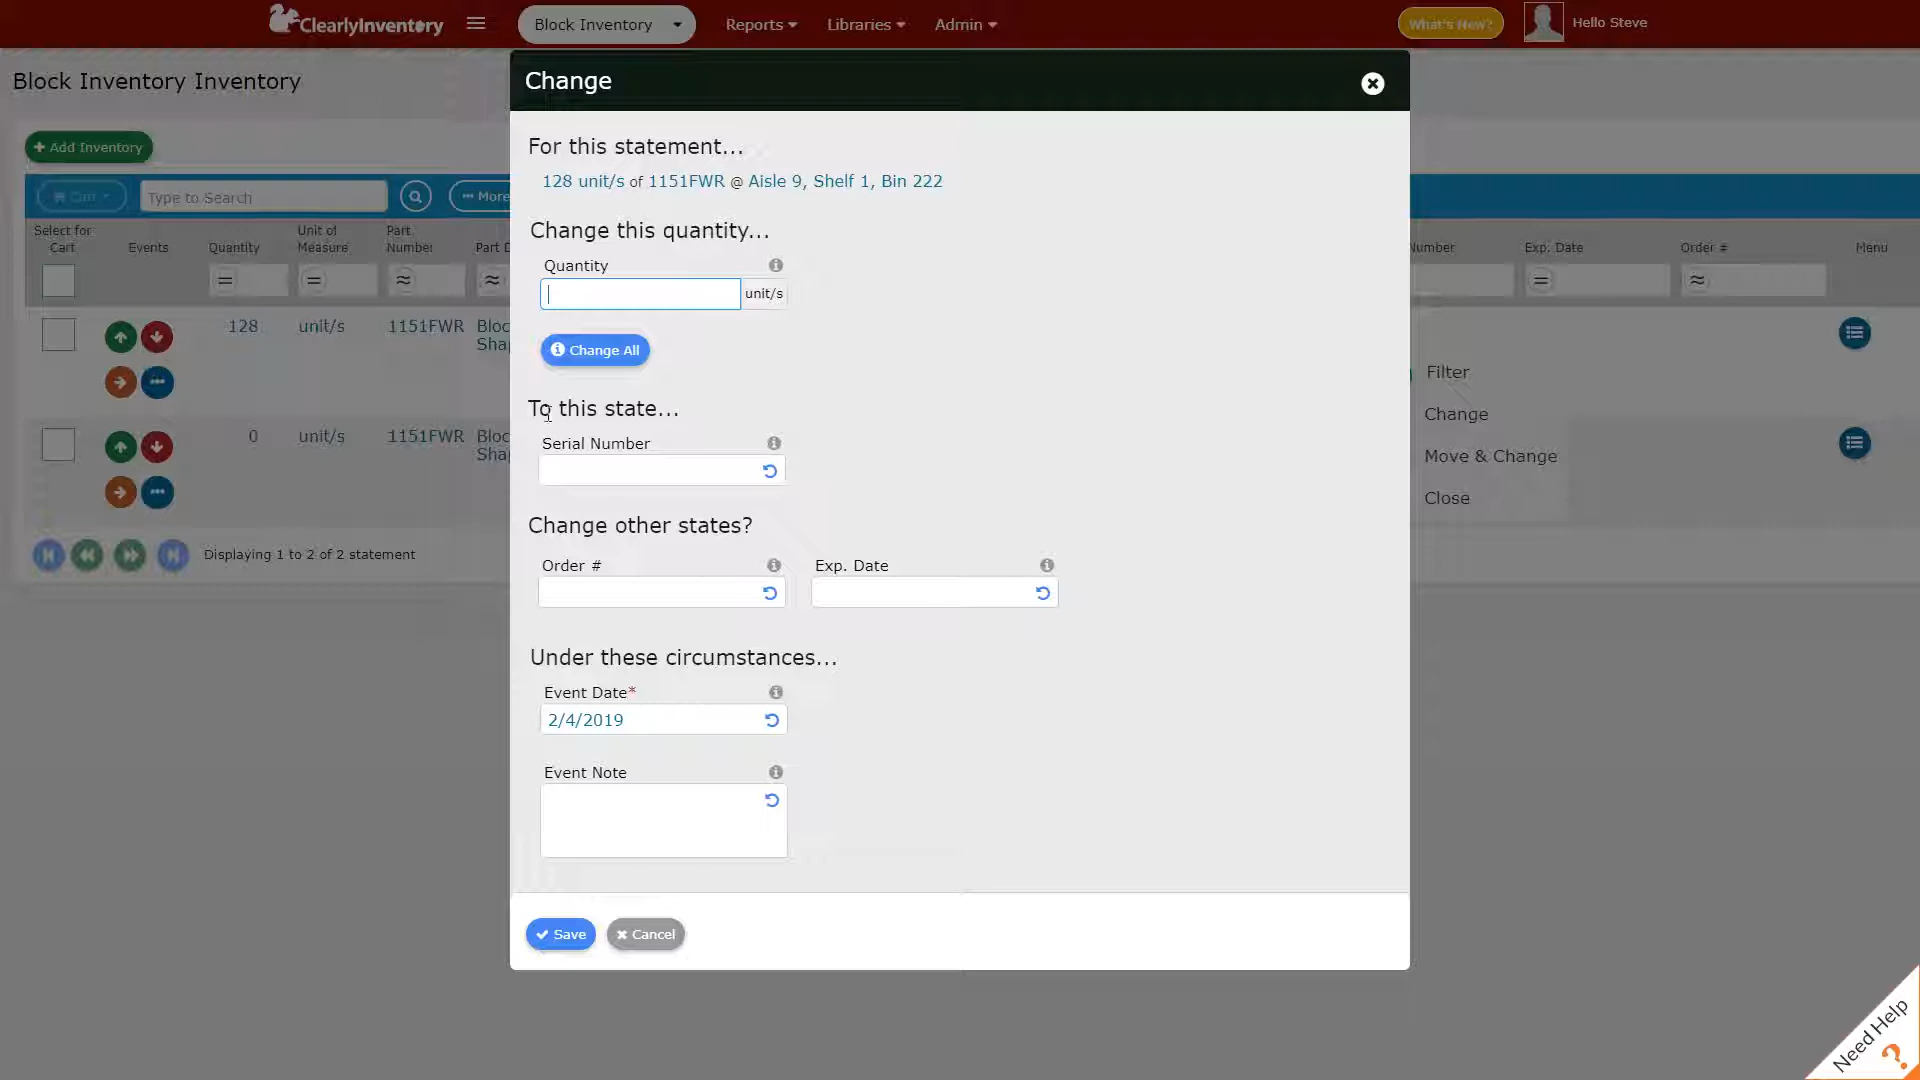 ClearlyInventory
Block Inventory
Reports
Libraries
Admin
What's New?
Hello Steve
Block Inventory Inventory
Change
Add Inventory
For this statement...
128 unit/s of 1151FWR @ Aisle 9, Shelf 1, Bin 222
Cart
Type to Search
More
Change this quantity...
Select for Cart
Events
Quantity
Unit of Measure
Part Number
Part
Number
Exp. Date
Order #
Menu
Quantity
unit/s
128
unit/s
1151FWR
Change All
Filter
Change
To this state...
0
unit/s
1151FWR
Serial Number
Move & Change
Close
Change other states?
Displaying 1 to 2 of 2 statement
Order #
Exp. Date
Under these circumstances...
Event Date*
2/4/2019
Event Note
Save
Cancel
Need Help
?